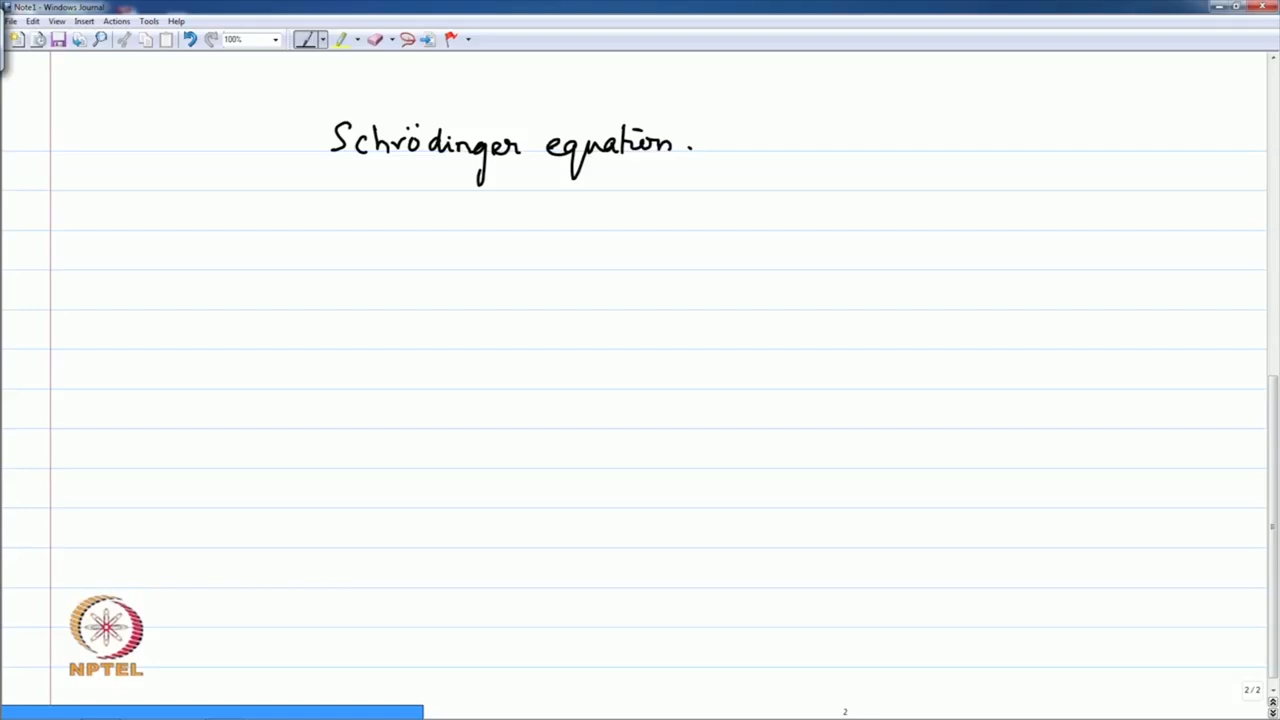 Note1 - Windows Journal
File Edit View Insert Actions Tools Help
100%
Schrödinger equation.
NPTEL
2/2
2